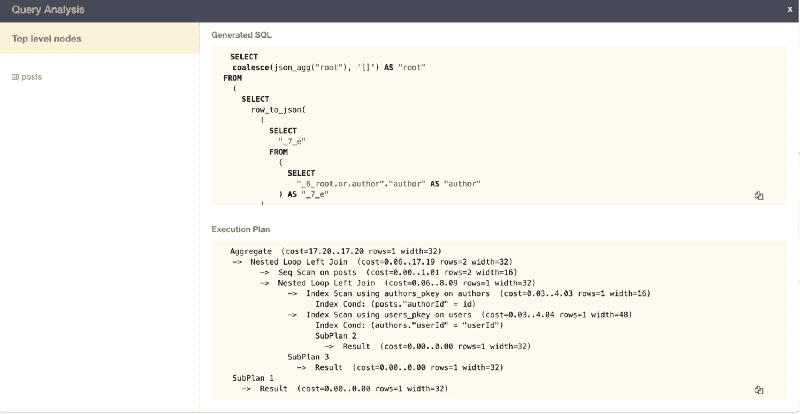 Query Analysis
x
Top level nodes
posts
Generated SQL
SELECT
coalesce(json_agg("root"), '[]') AS "root"
FROM
(
SELECT
row_to_json(
(
SELECT
"_7_e"
FROM
(
SELECT
"_6_root.or.author"."author" AS "author"
) AS "_7_e"
)
Execution Plan
Aggregate (cost=17.20..17.20 rows=1 width=32)
-> Nested Loop Left Join (cost=0.06..17.19 rows=2 width=32)
-> Seq Scan on posts (cost=0.00..1.01 rows=2 width=16)
-> Nested Loop Left Join (cost=0.06..8.09 rows=1 width=32)
-> Index Scan using authors_pkey on authors (cost=0.03..4.03 rows=1 width=16)
Index Cond: (posts."authorId" = id)
-> Index Scan using users_pkey on users (cost=0.03..4.04 rows=1 width=48)
Index Cond: (authors."userId" = "userId")
SubPlan 2
-> Result (cost=0.00..0.00 rows=1 width=32)
SubPlan 3
-> Result (cost=0.00..0.00 rows=1 width=32)
SubPlan 1
-> Result (cost=0.00..0.00 rows=1 width=32)